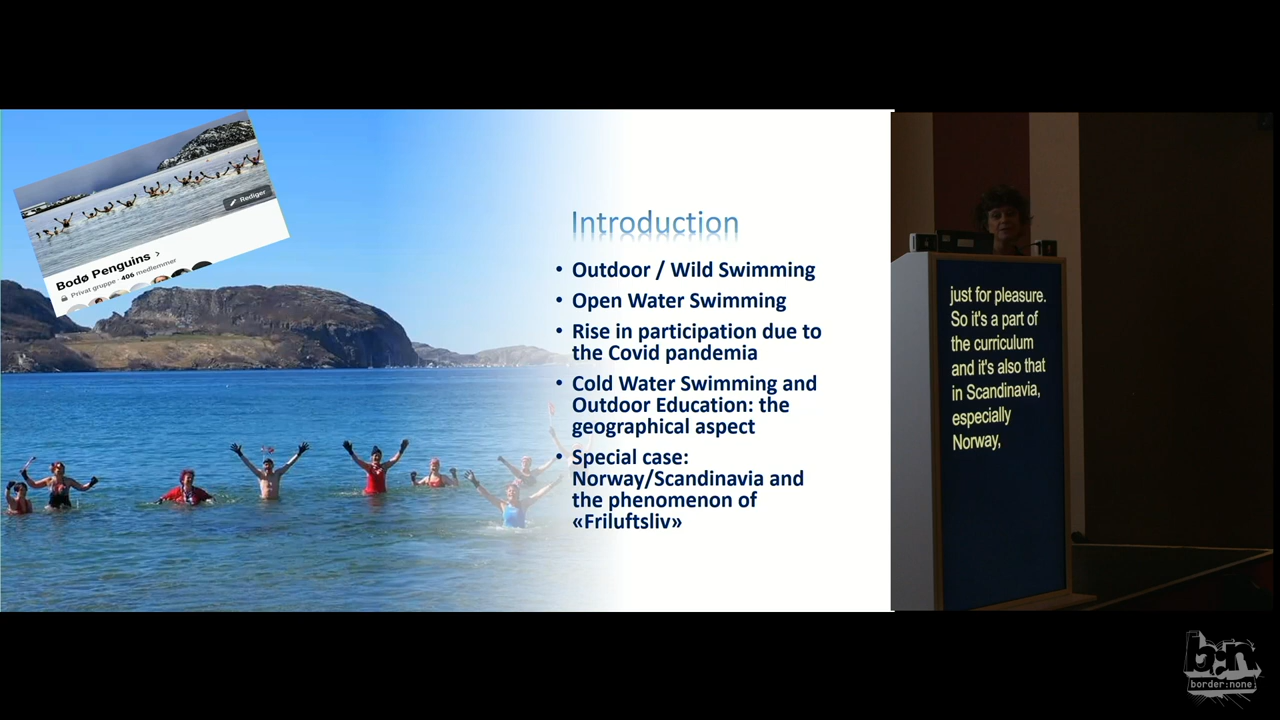 Rediger
Bodø Penguins >
Privat gruppe · 406 medlemmer
Introduction
• Outdoor / Wild Swimming
• Open Water Swimming
• Rise in participation due to
the Covid pandemia
• Cold Water Swimming and
Outdoor Education: the
geographical aspect
• Special case:
Norway/Scandinavia and
the phenomenon of
«Friluftsliv»
just for pleasure.
So it's a part of
the curriculum
and it's also that
in Scandinavia,
especially
Norway,
b:n
border:none